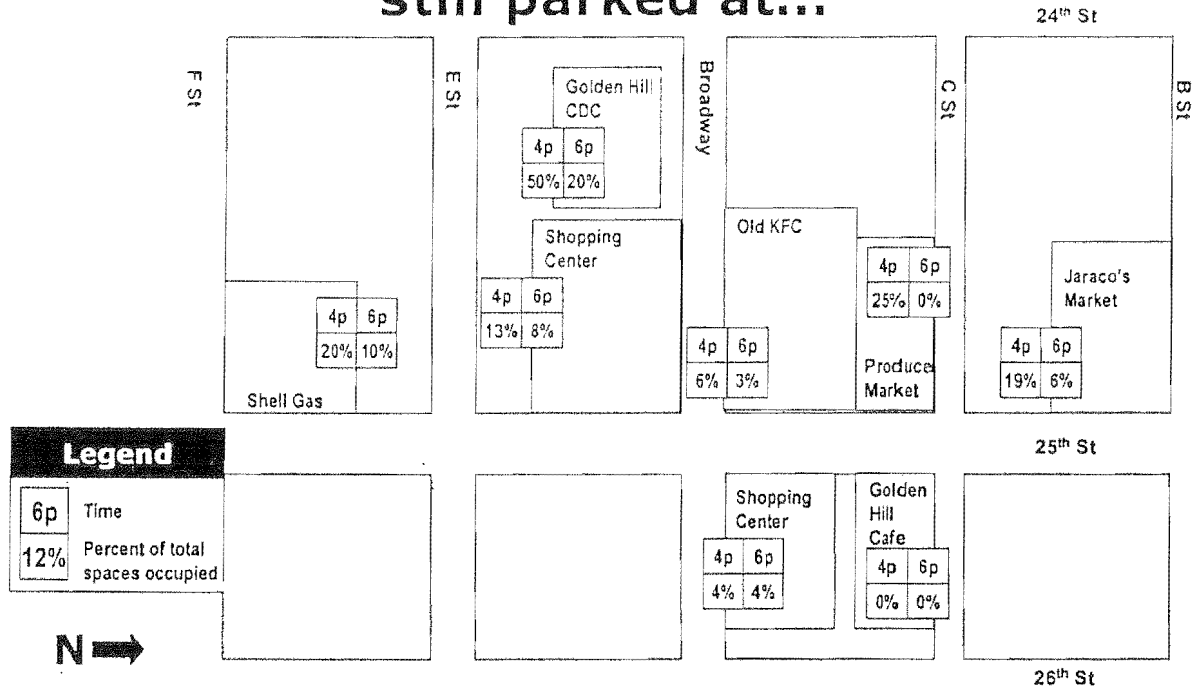 still parked at...
24th St
F St
E St
Broadway
C St
B St
Golden Hill
CDC
4p 6p
50% 20%
Shopping
Center
4p 6p
13% 8%
Old KFC
4p 6p
6% 3%
4p 6p
25% 0%
Produce
Market
Jaraco's
Market
4p 6p
19% 6%
4p 6p
20% 10%
Shell Gas
25th St
Legend
6p Time
12% Percent of total
spaces occupied
Shopping
Center
4p 6p
4% 4%
Golden
Hill
Cafe
4p 6p
0% 0%
N
26th St